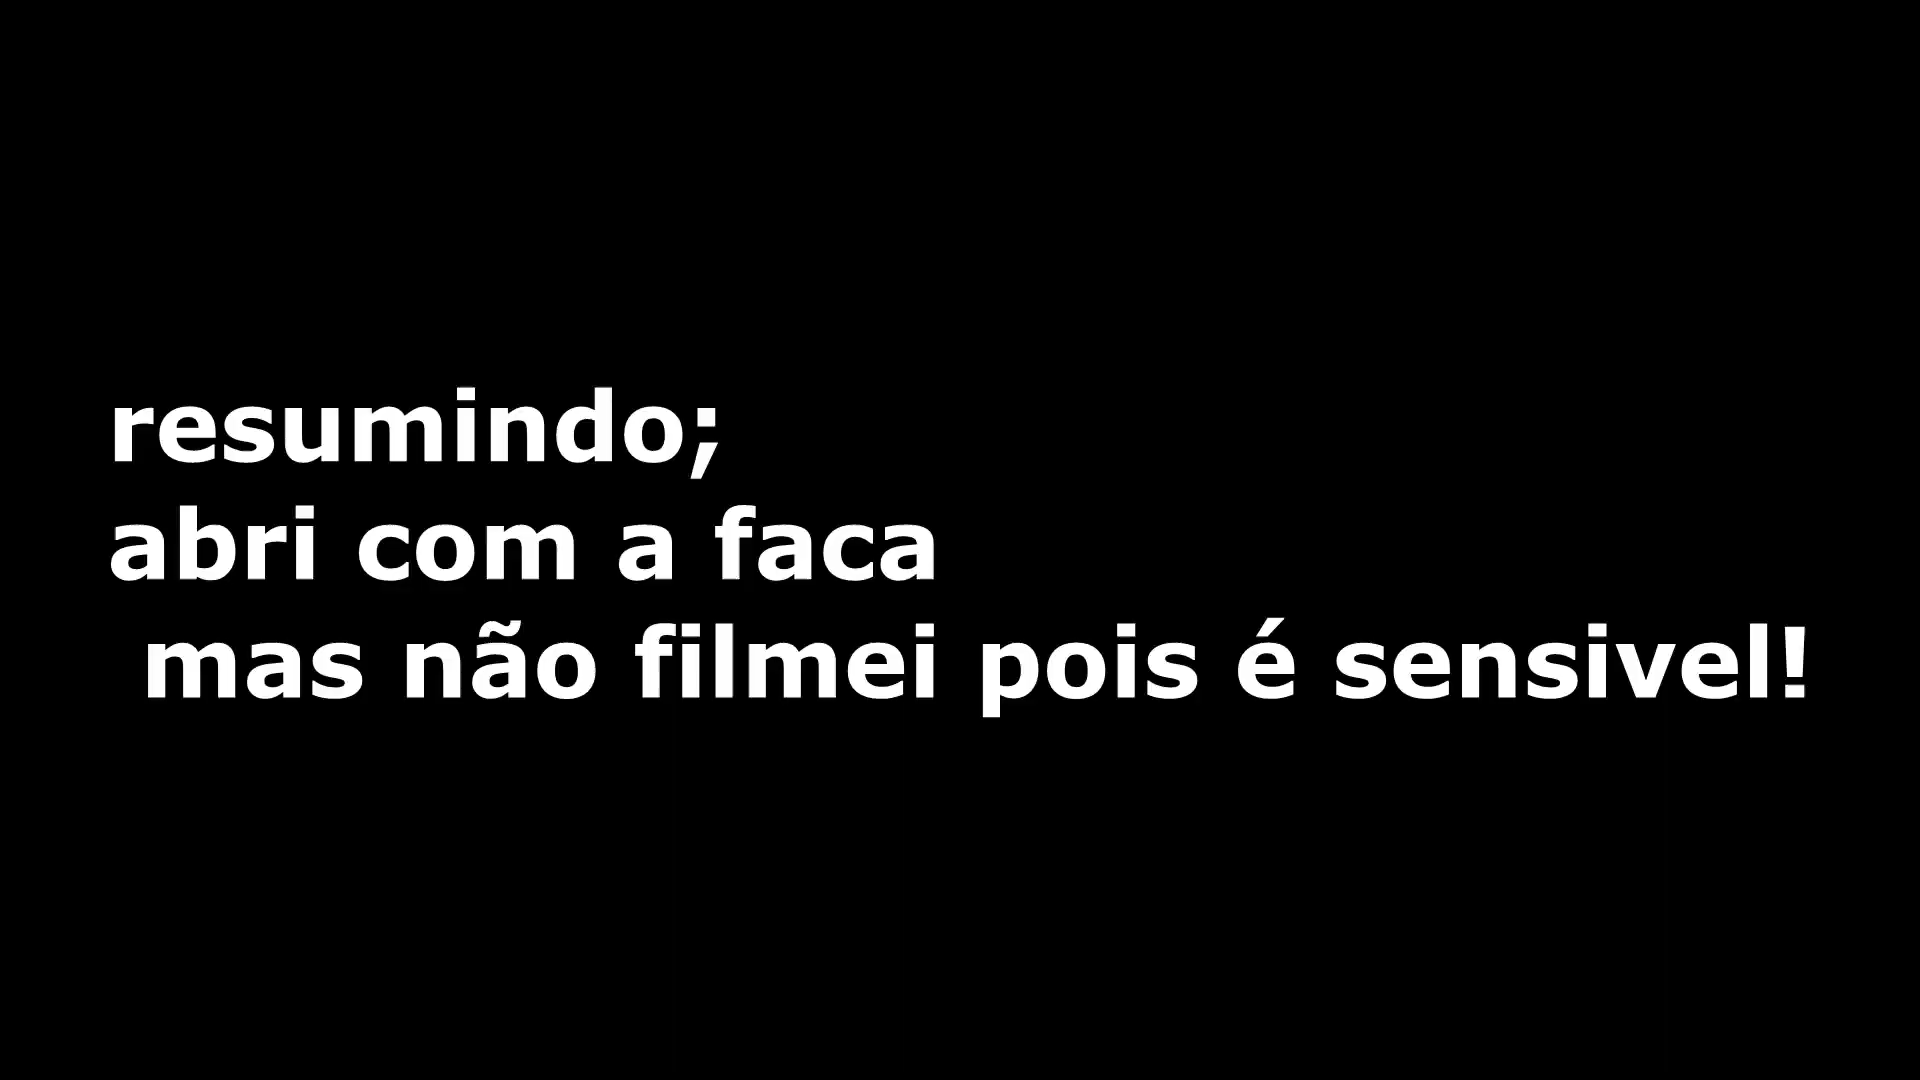 resumindo;
abri com a faca
mas não filmei pois é sensivel!